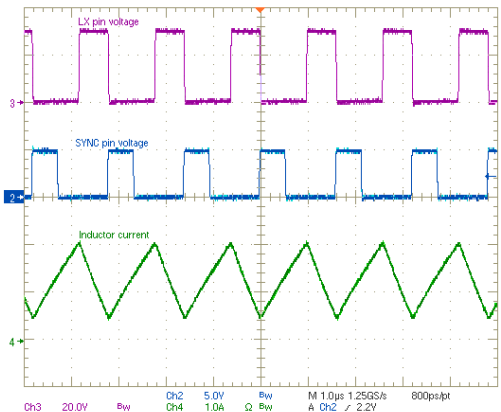 LX pin voltage
3
SYNC pin voltage
2
Inductor current
4
Ch2 5.0V Bw M 1.0µs 1.25GS/s 800ps/pt
Ch3 20.0V Bw Ch4 1.0A Ω Bw A Ch2 / 2.2V